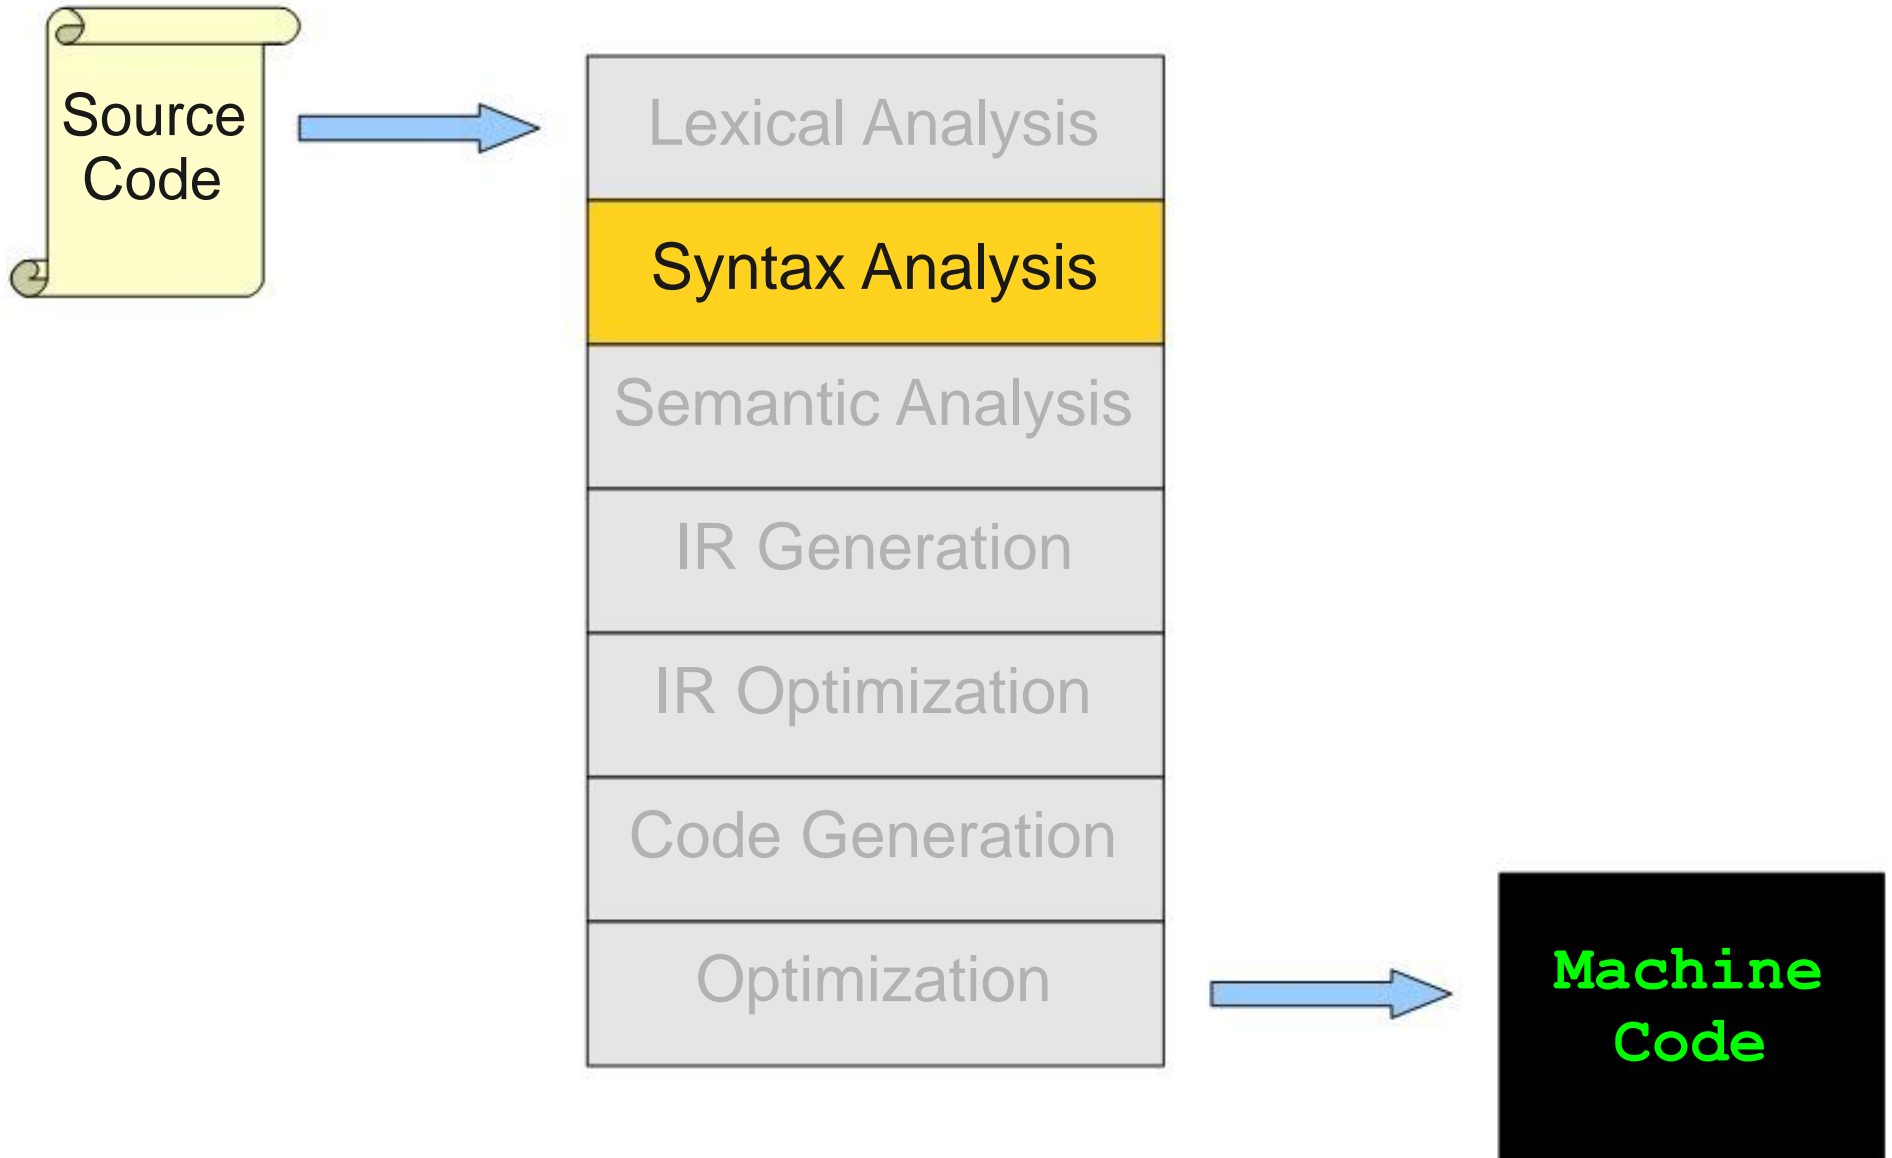 Source
Code
Lexical Analysis
Syntax Analysis
Semantic Analysis
IR Generation
IR Optimization
Code Generation
Optimization
Machine
Code